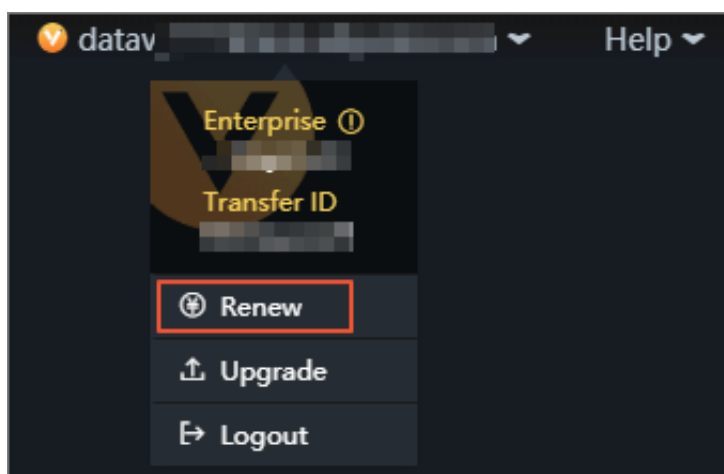 datav Help
Enterprise
Transfer ID
Renew
Upgrade
Logout